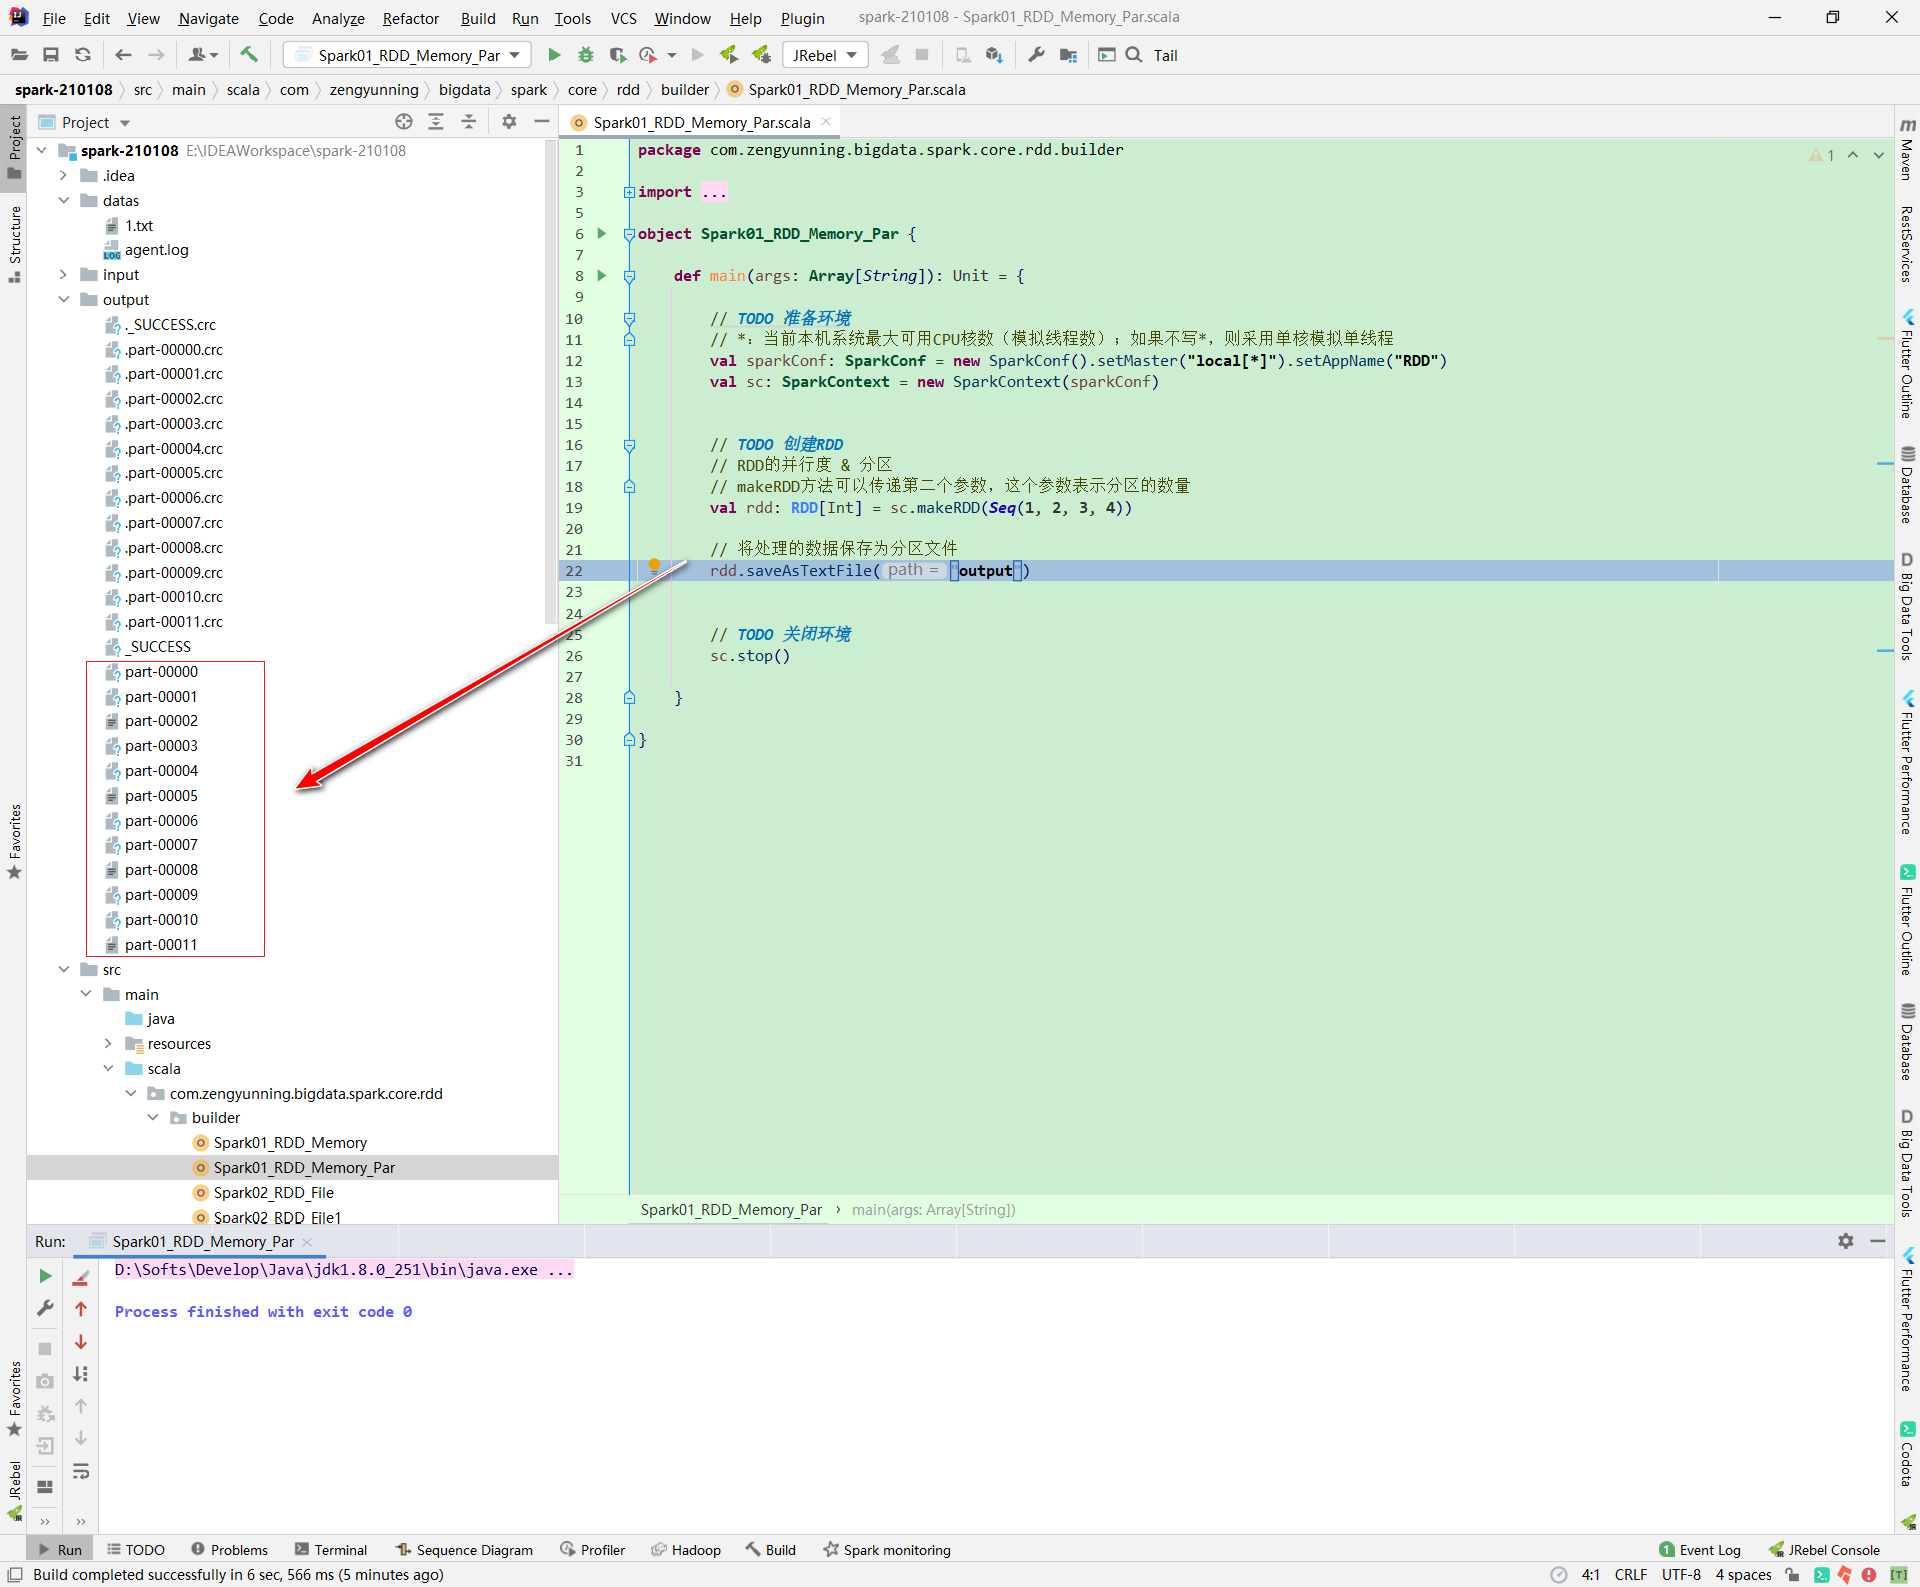 File Edit View Navigate Code Analyze Refactor Build Run Tools VCS Window Help Plugin spark-210108 - Spark01_RDD_Memory_Par.scala
Spark01_RDD_Memory_Par JRebel Tail
spark-210108 src main scala com zengyunning bigdata spark core rdd builder Spark01_RDD_Memory_Par.scala
Project
Spark01_RDD_Memory_Par.scala
spark-210108 E:\IDEAWorkspace\spark-210108
.idea
datas
1.txt
agent.log
input
output
._SUCCESS.crc
.part-00000.crc
.part-00001.crc
.part-00002.crc
.part-00003.crc
.part-00004.crc
.part-00005.crc
.part-00006.crc
.part-00007.crc
.part-00008.crc
.part-00009.crc
.part-00010.crc
.part-00011.crc
_SUCCESS
part-00000
part-00001
part-00002
part-00003
part-00004
part-00005
part-00006
part-00007
part-00008
part-00009
part-00010
part-00011
src
main
java
resources
scala
com.zengyunning.bigdata.spark.core.rdd
builder
Spark01_RDD_Memory
Spark01_RDD_Memory_Par
Spark02_RDD_File
Spark02_RDD_File1
1 package com.zengyunning.bigdata.spark.core.rdd.builder
2
3 import ...
5
6 object Spark01_RDD_Memory_Par {
7
8 def main(args: Array[String]): Unit = {
9
10 // TODO 准备环境
11 // *：当前本机系统最大可用CPU核数（模拟线程数）；如果不写*，则采用单核模拟单线程
12 val sparkConf: SparkConf = new SparkConf().setMaster("local[*]").setAppName("RDD")
13 val sc: SparkContext = new SparkContext(sparkConf)
14
15
16 // TODO 创建RDD
17 // RDD的并行度 & 分区
18 // makeRDD方法可以传递第二个参数，这个参数表示分区的数量
19 val rdd: RDD[Int] = sc.makeRDD(Seq(1, 2, 3, 4))
20
21 // 将处理的数据保存为分区文件
22 rdd.saveAsTextFile( path = "output")
23
24
25 // TODO 关闭环境
26 sc.stop()
27
28 }
29
30 }
31
1
Spark01_RDD_Memory_Par › main(args: Array[String])
Project
Structure
Favorites
Favorites
JRebel
Maven
RestServices
Flutter Outline
Database
Big Data Tools
Flutter Performance
Flutter Outline
Database
Big Data Tools
Flutter Performance
Codota
Run: Spark01_RDD_Memory_Par
D:\Softs\Develop\Java\jdk1.8.0_251\bin\java.exe ...
Process finished with exit code 0
Run TODO Problems Terminal Sequence Diagram Profiler Hadoop Build Spark monitoring 1 Event Log JRebel Console
Build completed successfully in 6 sec, 566 ms (5 minutes ago) 4:1 CRLF UTF-8 4 spaces